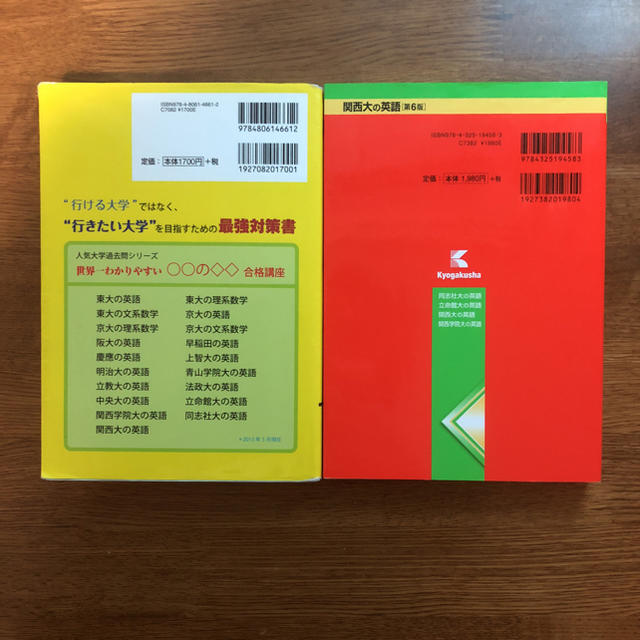 ISBN978-4-8061-4661-2
C7082 ¥1700E
9784806146612
定価：本体1700円＋税
1927082017001
“行ける大学”ではなく、
“行きたい大学”を目指すための最強対策書
人気大学過去問シリーズ
世界一わかりやすい ○○の◇◇ 合格講座
東大の英語 東大の理系数学
東大の文系数学 京大の英語
京大の理系数学 京大の文系数学
阪大の英語 早稲田の英語
慶應の英語 上智大の英語
明治大の英語 青山学院大の英語
立教大の英語 法政大の英語
中央大の英語 立命館大の英語
関西学院大の英語 同志社大の英語
関西大の英語
＊2013年5月現在
関西大の英語[第6版]
ISBN978-4-325-19458-3
C7382 ¥1980E
9784325194583
定価：本体 1,980円＋税
1927382019804
K
Kyogakusha
同志社大の英語
立命館大の英語
関西大の英語
関西学院大の英語